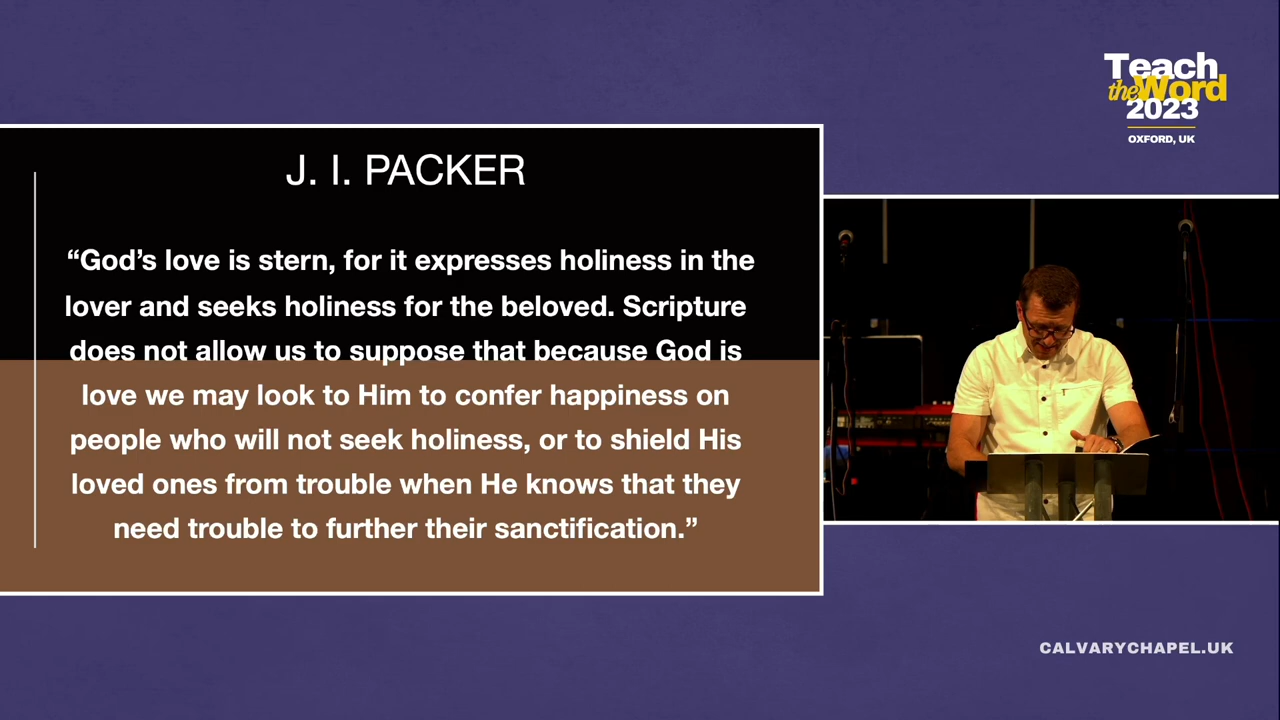 Teach
the Word
2023
OXFORD, UK
J. I. PACKER
“God’s love is stern, for it expresses holiness in the
lover and seeks holiness for the beloved. Scripture
does not allow us to suppose that because God is
love we may look to Him to confer happiness on
people who will not seek holiness, or to shield His
loved ones from trouble when He knows that they
need trouble to further their sanctification.”
CALVARYCHAPEL.UK